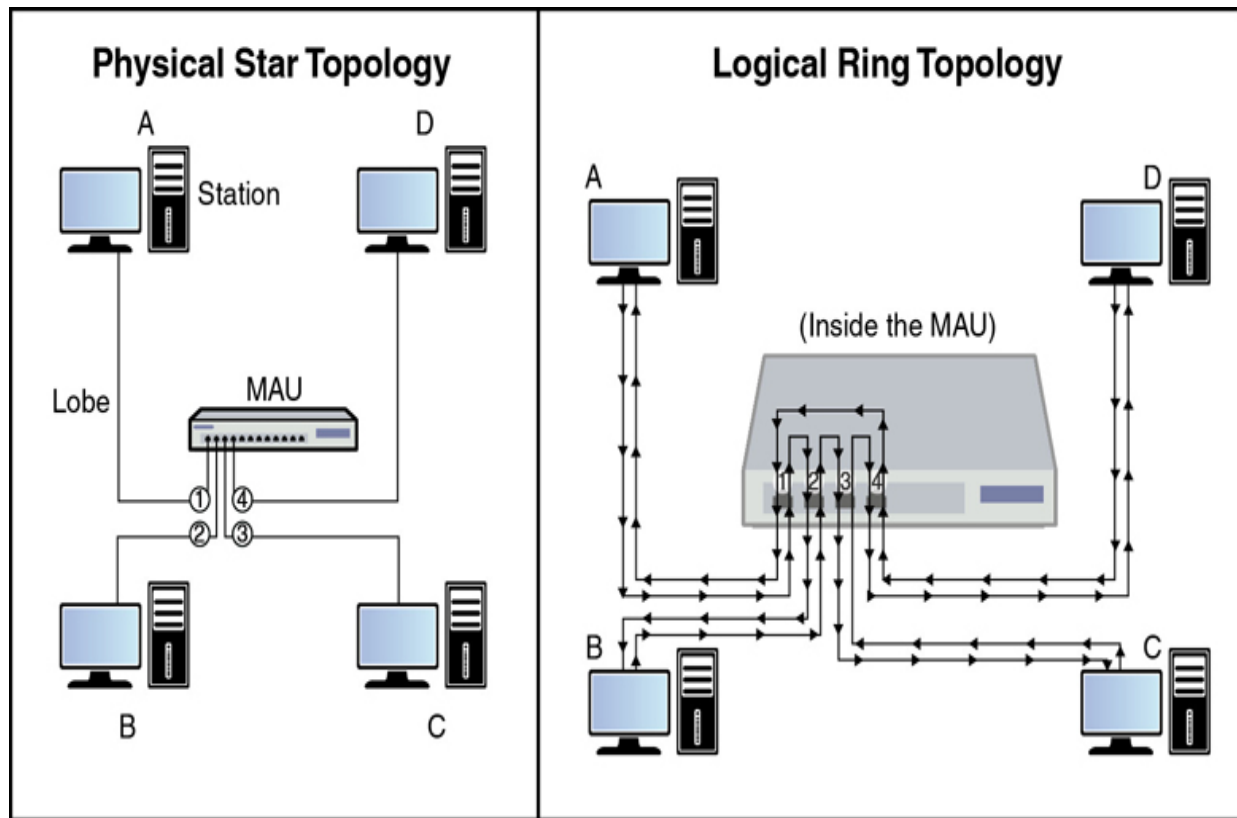 Physical Star Topology
A
D
Station
MAU
Lobe
1
4
2
3
B
C
Logical Ring Topology
A
D
(Inside the MAU)
1
2
3
4
B
C